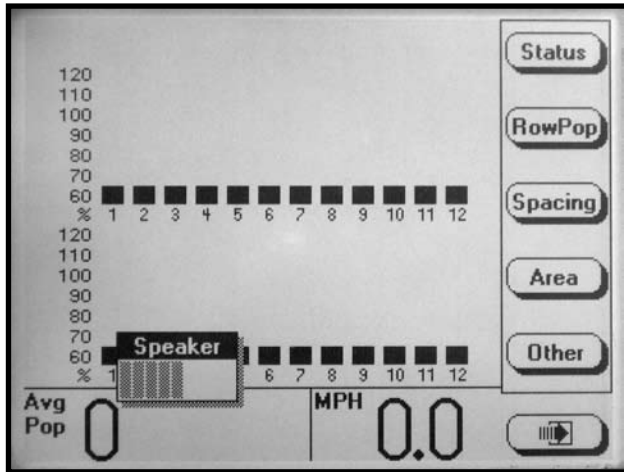 120
110
100
90
80
70
60
% 1 2 3 4 5 6 7 8 9 10 11 12
120
110
100
90
80
70
60
% 1 6 7 8 9 10 11 12
Speaker
Avg
Pop 0
MPH 0.0
Status
RowPop
Spacing
Area
Other